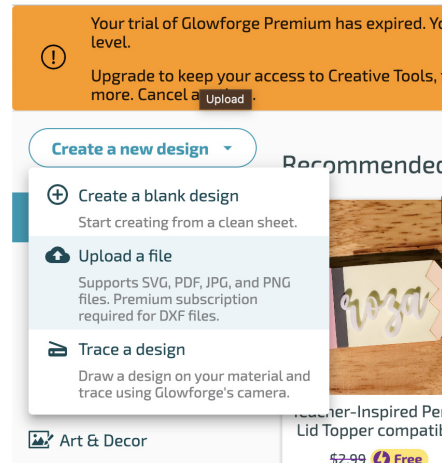 Your trial of Glowforge Premium has expired.
level.
Upgrade to keep your access to Creative Tools,
more. Cancel
Upload
Create a new design
Recommended
Create a blank design
Start creating from a clean sheet.
Upload a file
Supports SVG, PDF, JPG, and PNG
files. Premium subscription
required for DXF files.
Trace a design
Draw a design on your material and
trace using Glowforge's camera.
rosa
Teacher-Inspired
Lid Topper
Art & Decor
$2.99 Free